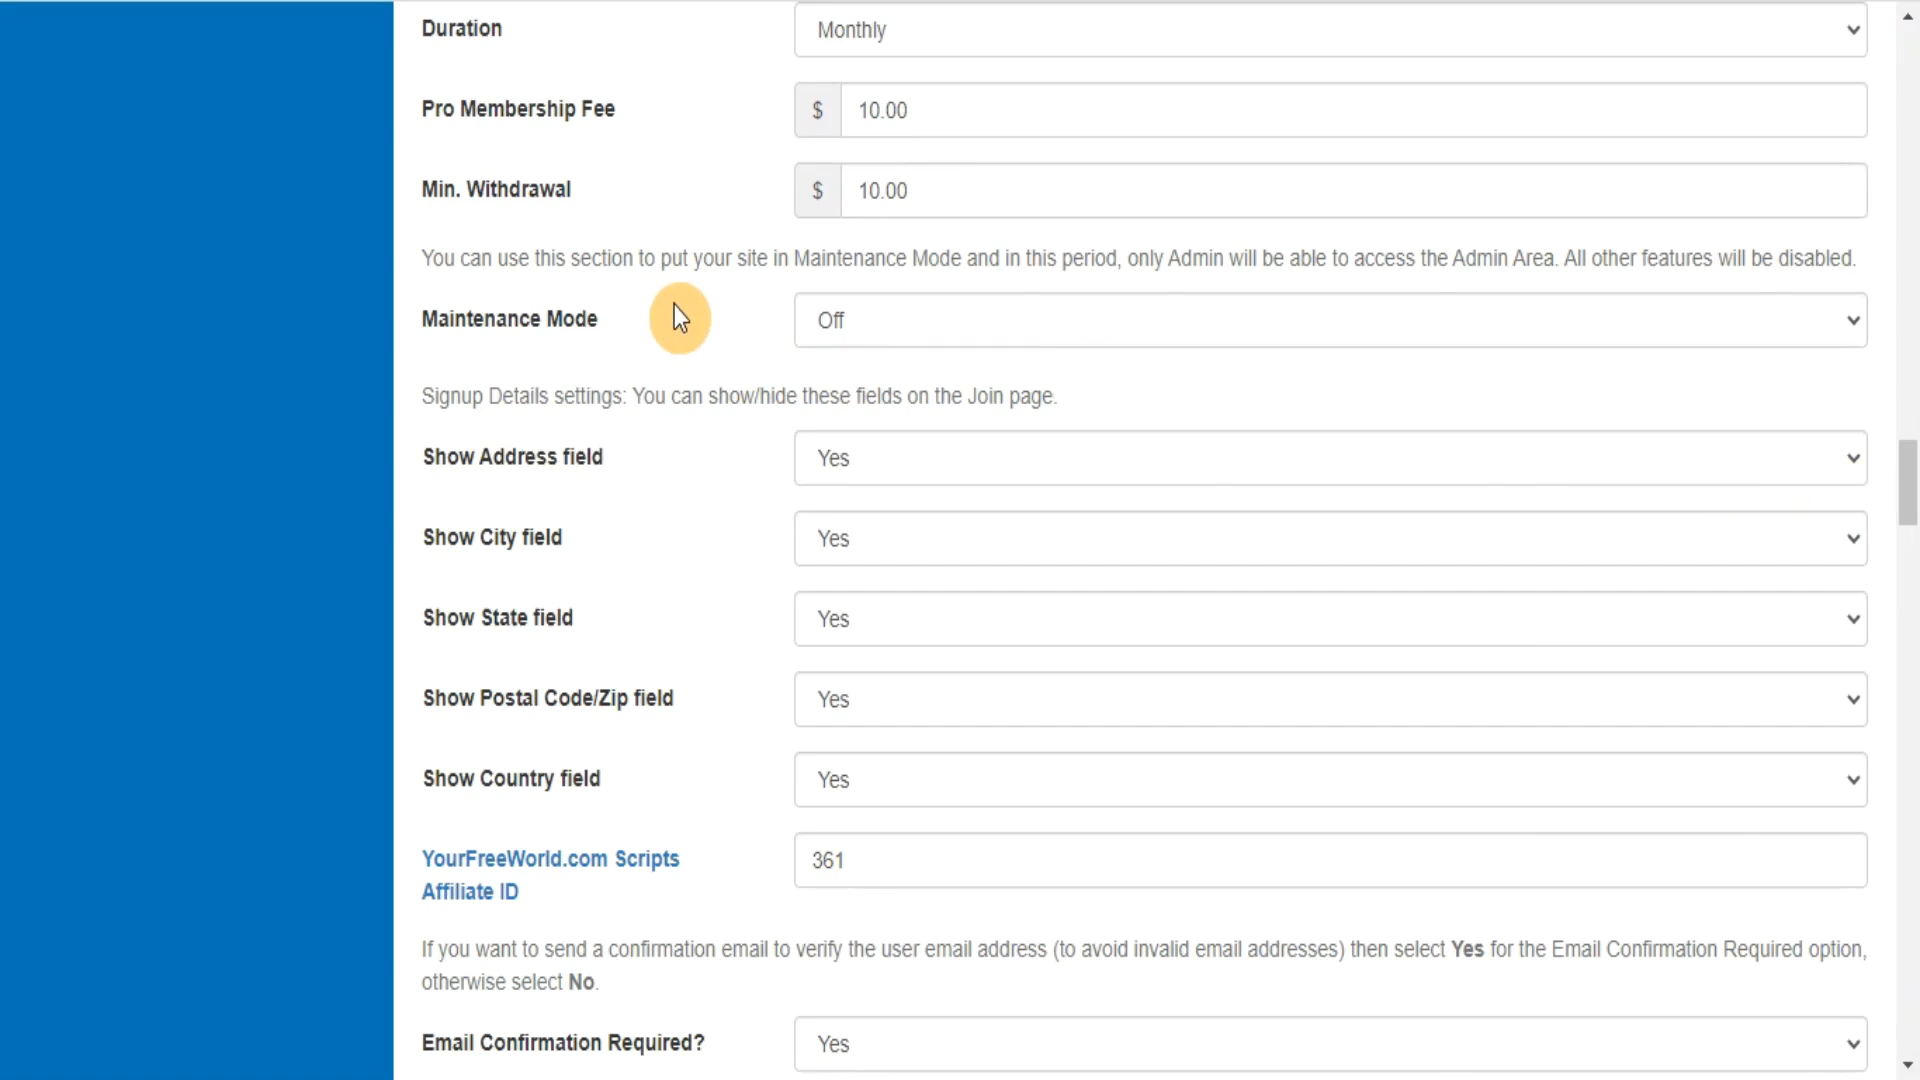 Duration
Monthly
Pro Membership Fee
$ 10.00
Min. Withdrawal
$ 10.00
You can use this section to put your site in Maintenance Mode and in this period, only Admin will be able to access the Admin Area. All other features will be disabled.
Maintenance Mode
Off
Signup Details settings: You can show/hide these fields on the Join page.
Show Address field
Yes
Show City field
Yes
Show State field
Yes
Show Postal Code/Zip field
Yes
Show Country field
Yes
YourFreeWorld.com Scripts
Affiliate ID
361
If you want to send a confirmation email to verify the user email address (to avoid invalid email addresses) then select Yes for the Email Confirmation Required option,
otherwise select No.
Email Confirmation Required?
Yes